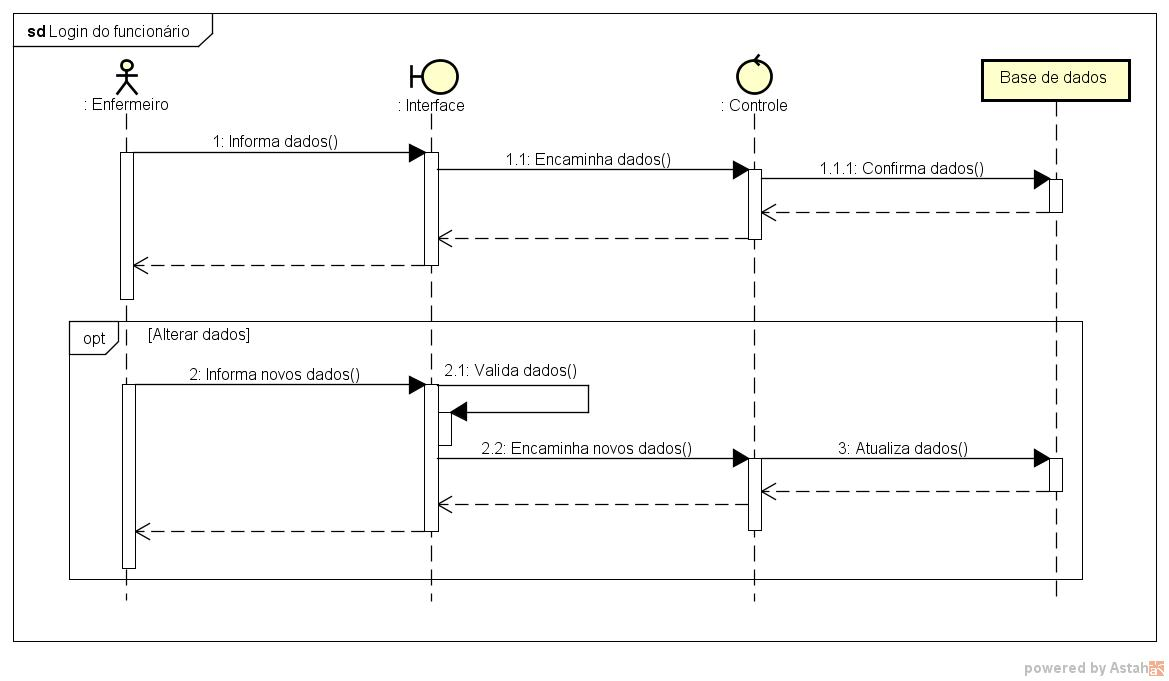 sd Login do funcionário
: Enfermeiro
: Interface
: Controle
Base de dados
1: Informa dados()
1.1: Encaminha dados()
1.1.1: Confirma dados()
opt
[Alterar dados]
2: Informa novos dados()
2.1: Valida dados()
2.2: Encaminha novos dados()
3: Atualiza dados()
powered by Astah